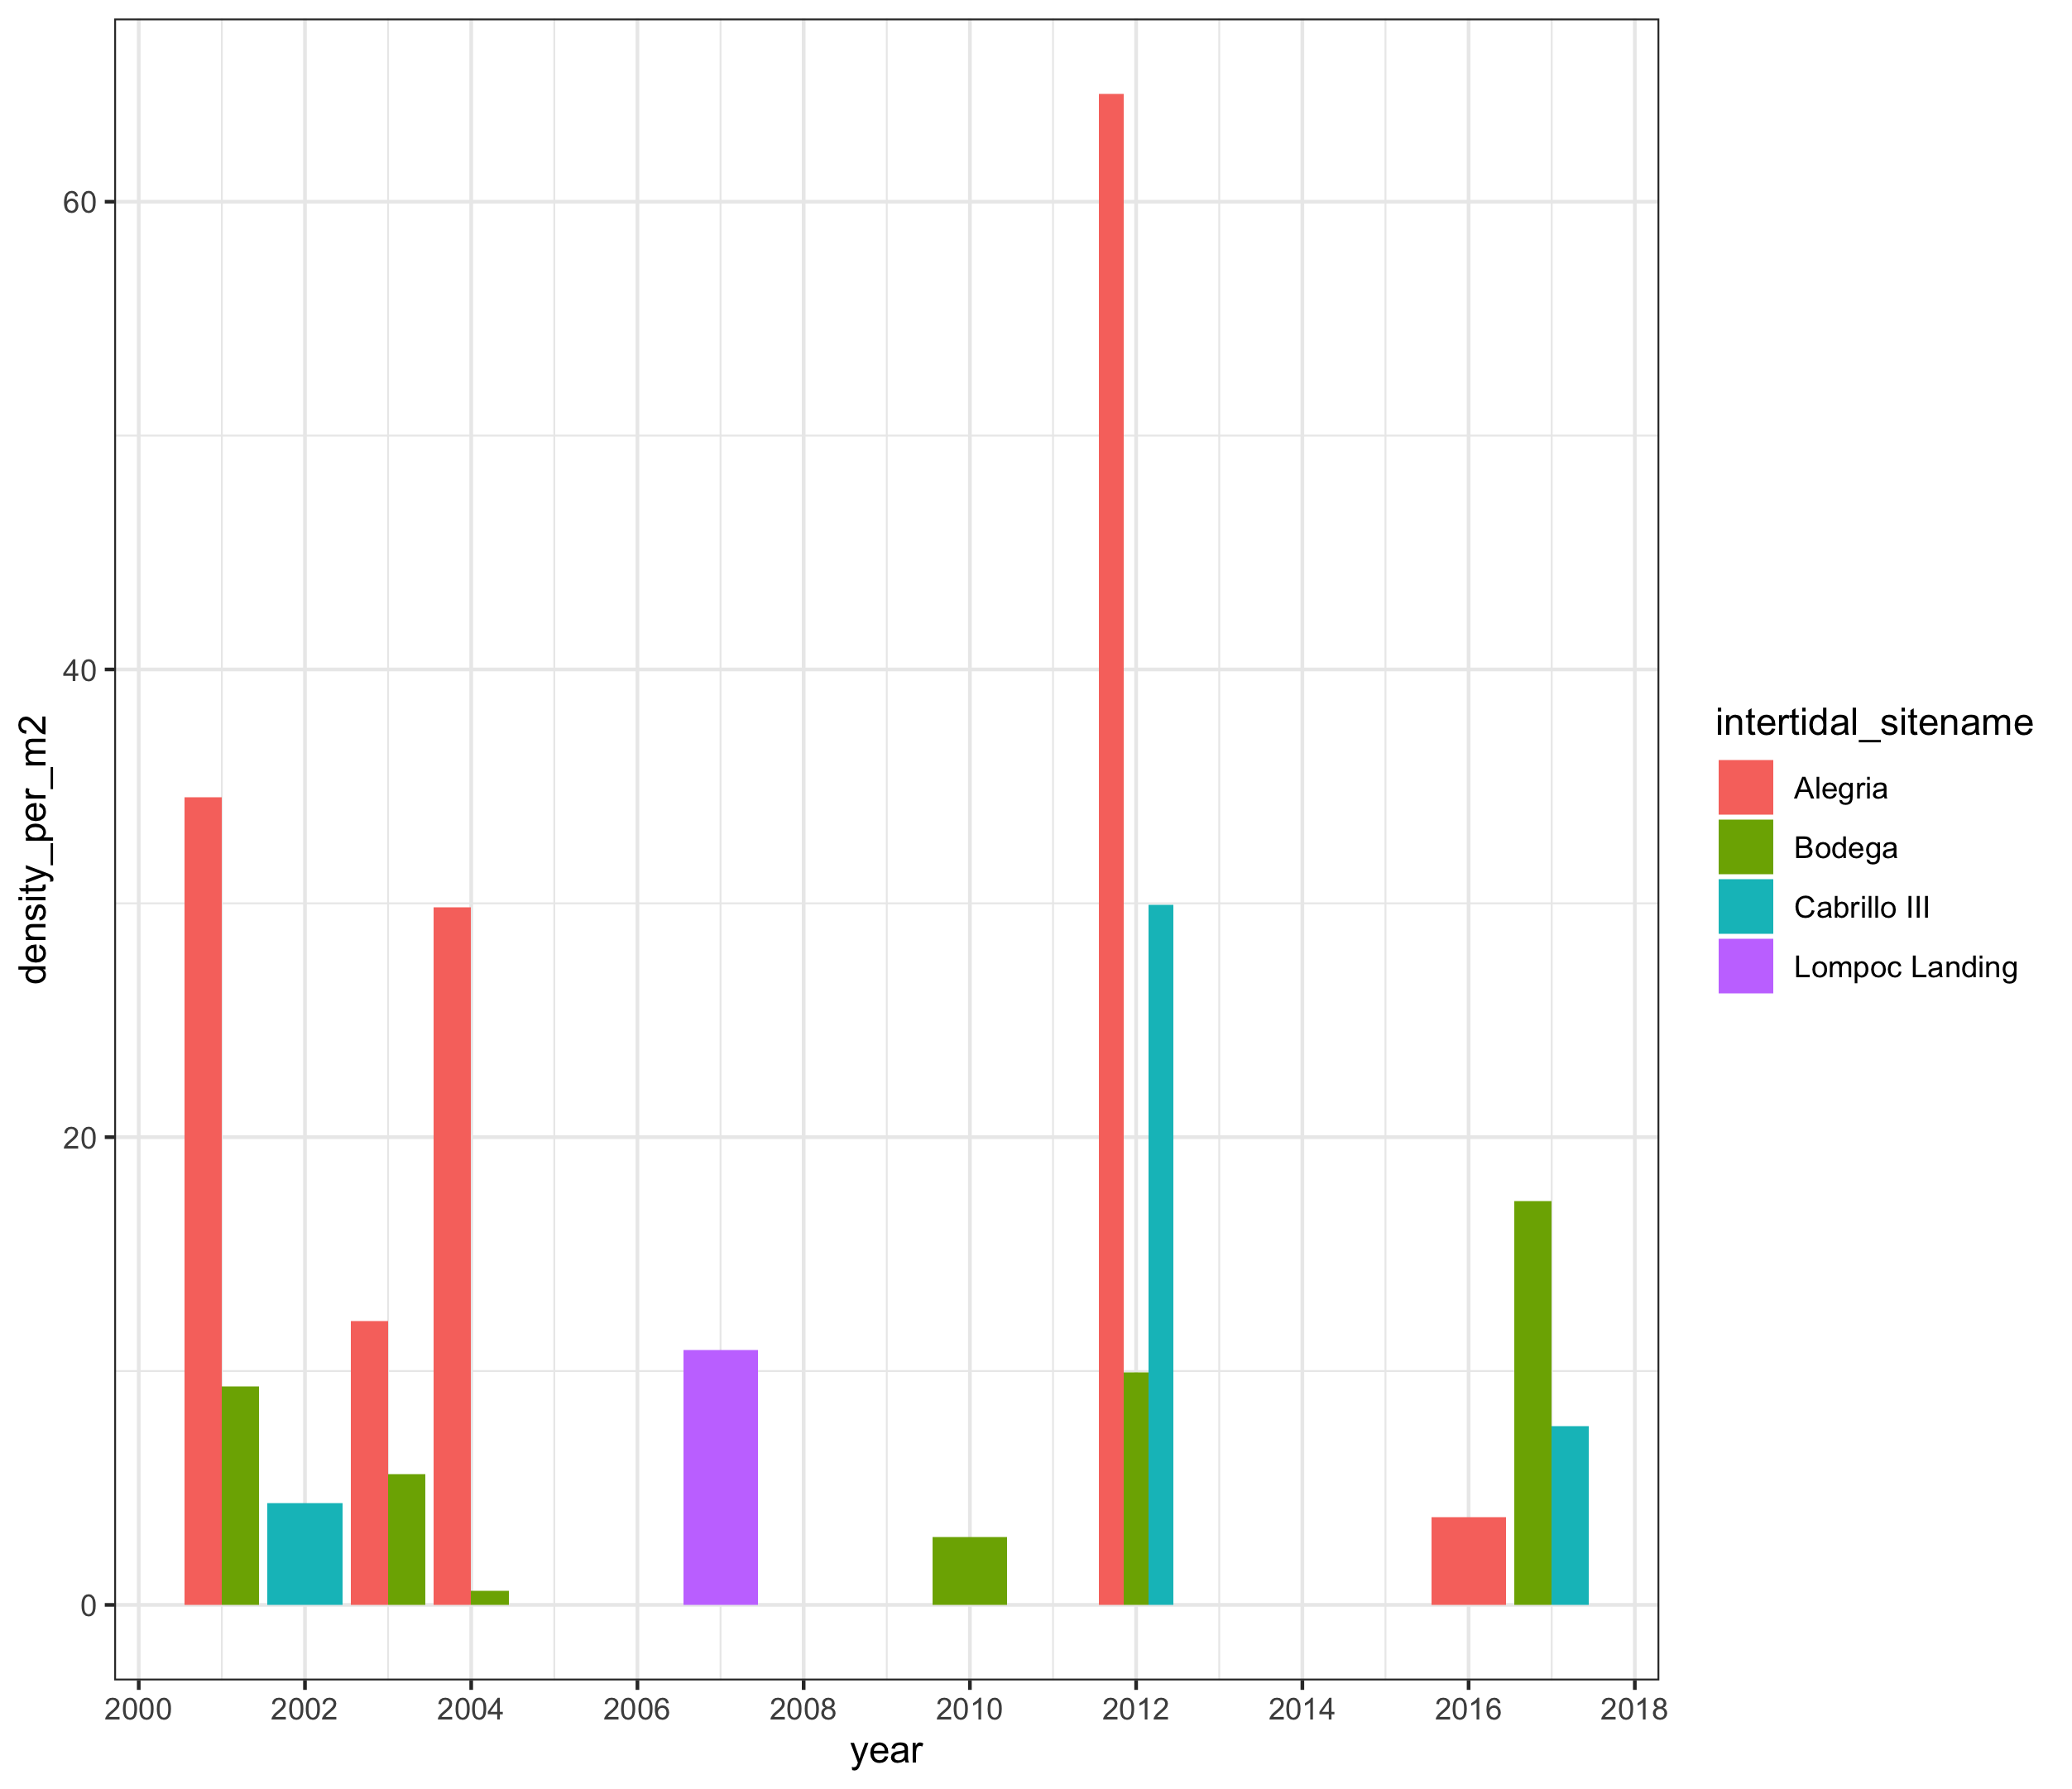 60
40
20
0
density_per_m2
2000 2002 2004 2006 2008 2010 2012 2014 2016 2018
year
intertidal_sitename
Alegria
Bodega
Cabrillo III
Lompoc Landing